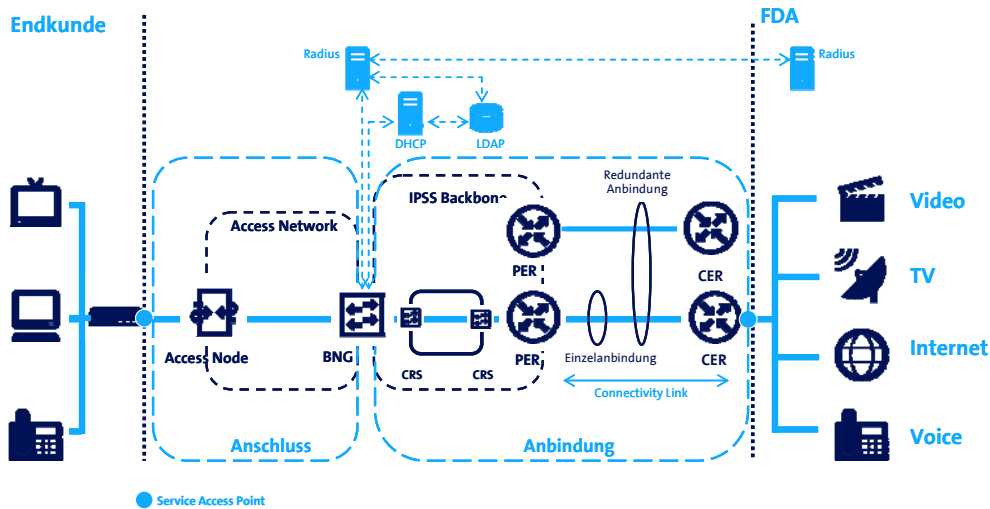 Endkunde
FDA
Radius
Radius
DHCP
LDAP
Redundante
Anbindung
IPSS Backbone
Access Network
Video
PER
CER
TV
Access Node
BNG
CRS
CRS
PER
Einzelanbindung
CER
Internet
Connectivity Link
Anschluss
Anbindung
Voice
Service Access Point